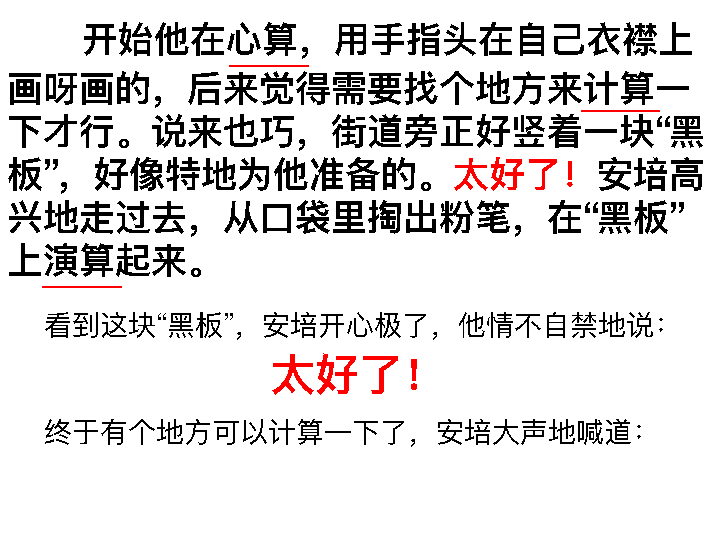 开始他在心算，用手指头在自己衣襟上
画呀画的，后来觉得需要找个地方来计算一
下才行。说来也巧，街道旁正好竖着一块“黑
板”，好像特地为他准备的。太好了！安培高
兴地走过去，从口袋里掏出粉笔，在“黑板”
上演算起来。
看到这块“黑板”，安培开心极了，他情不自禁地说：
太好了！
终于有个地方可以计算一下了，安培大声地喊道：